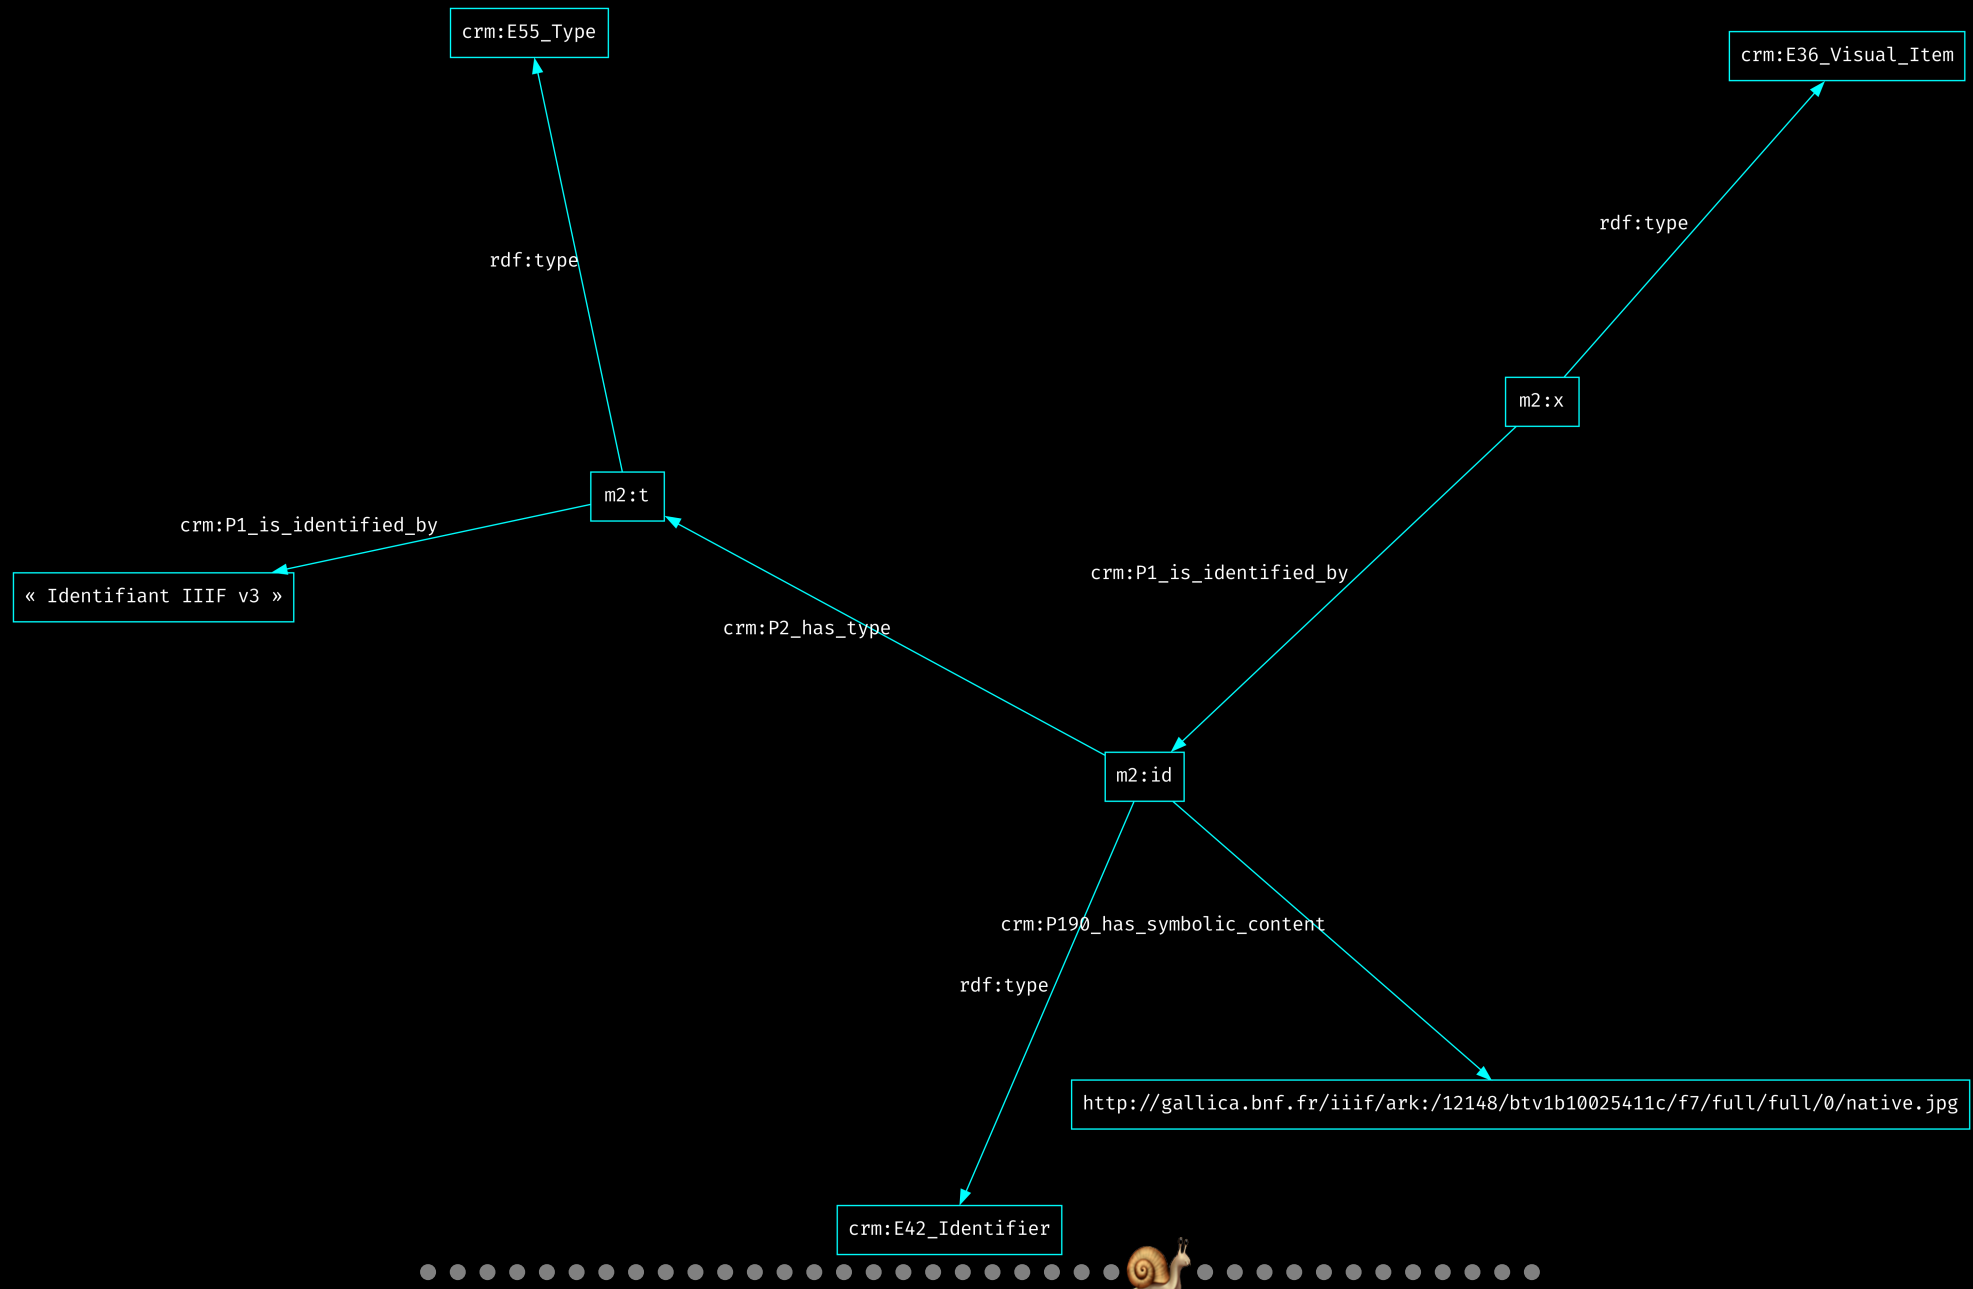 crm:E55_Type
crm:E36_Visual_Item
rdf:type
rdf:type
m2:x
m2:t
crm:P1_is_identified_by
crm:P1_is_identified_by
« Identifiant IIIF v3 »
crm:P2_has_type
m2:id
crm:P190_has_symbolic_content
rdf:type
http://gallica.bnf.fr/iiif/ark:/12148/btv1b10025411c/f7/full/full/0/native.jpg
crm:E42_Identifier